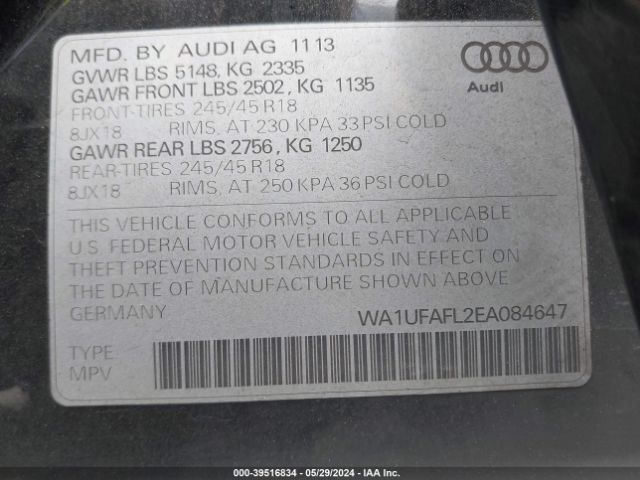 MFD. BY AUDI AG 11 13
GVWR LBS 5148, KG 2335
GAWR FRONT LBS 2502, KG 1135
FRONT-TIRES 245/45 R18
8JX18 RIMS, AT 230 KPA 33 PSI COLD
GAWR REAR LBS 2756, KG 1250
REAR-TIRES 245/45 R18
8JX18 RIMS, AT 250 KPA 36 PSI COLD
Audi
THIS VEHICLE CONFORMS TO ALL APPLICABLE
U.S. FEDERAL MOTOR VEHICLE SAFETY AND
THEFT PREVENTION STANDARDS IN EFFECT ON
THE DATE OF MANUFACTURE SHOWN ABOVE
GERMANY WA1UFAFL2EA084647
TYPE
MPV
000-39516834 - 05/29/2024 - IAA Inc.